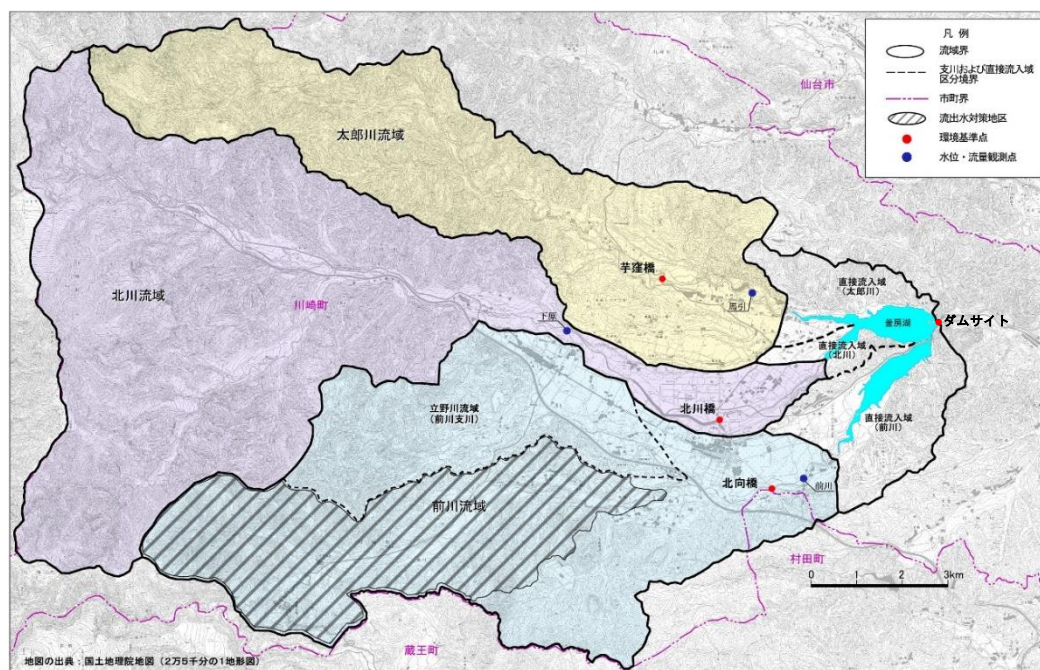 凡 例
流域界
支川および直接流入域
区分境界
市町界
流出水対策地区
環境基準点
水位・流量観測点
仙台市
太郎川流域
芋窪橋
馬引
直接流入域
(太郎川)
北川流域
川崎町
下原
釜房湖
ダムサイト
直接流入域
(北川)
立野川流域
(前川支川)
北川橋
直接流入域
(前川)
北向橋
前川
前川流域
村田町
0 1 2 3km
蔵王町
地図の出典:国土地理院地図(2万5千分の1地形図)